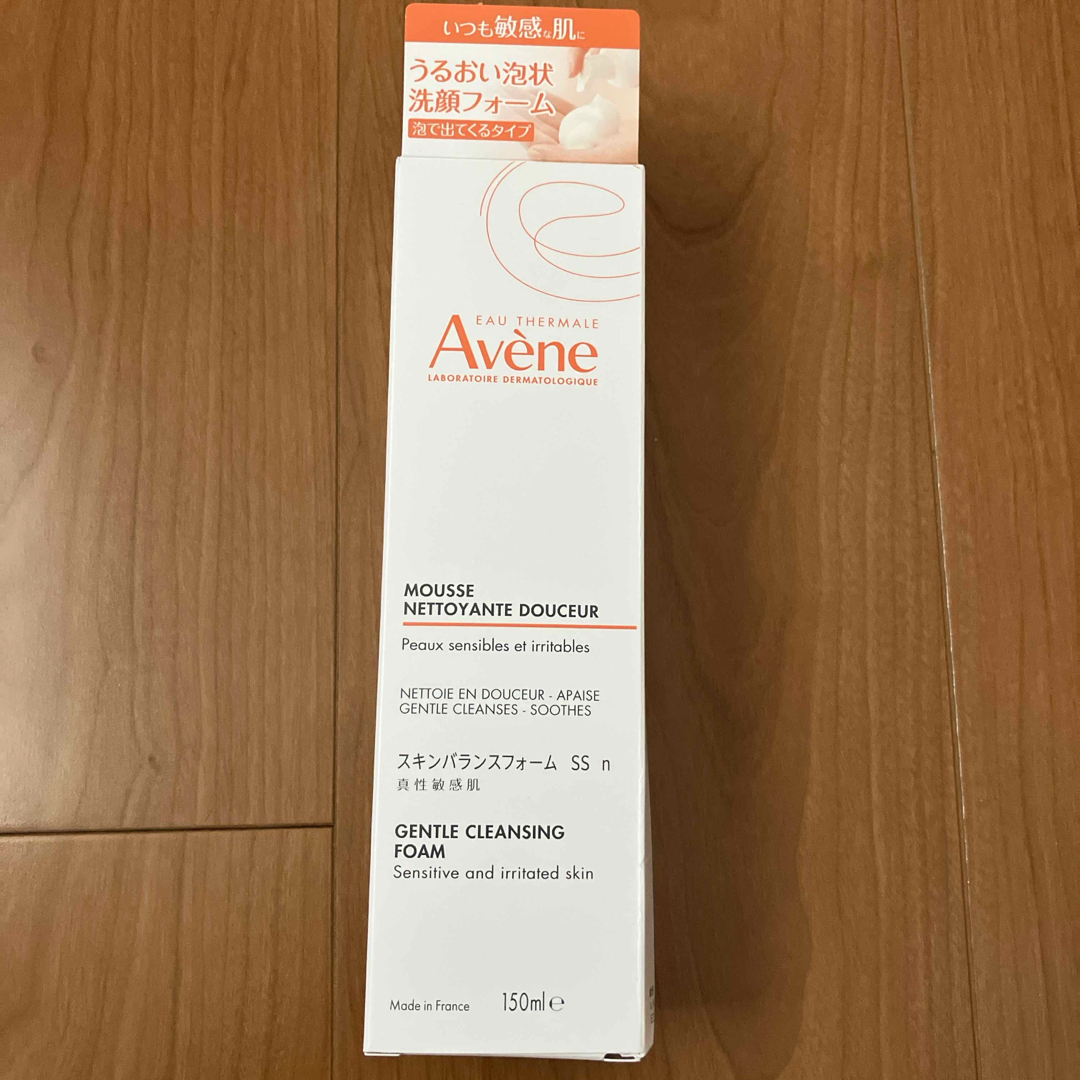 いつも敏感な肌に
うるおい泡状
洗顔フォーム
泡で出てくるタイプ
EAU THERMALE
Avène
LABORATOIRE DERMATOLOGIQUE
MOUSSE
NETTOYANTE DOUCEUR
Peaux sensibles et irritables
NETTOIE EN DOUCEUR - APAISE
GENTLE CLEANSES - SOOTHES
スキンバランスフォーム SS n
真性敏感肌
GENTLE CLEANSING
FOAM
Sensitive and irritated skin
Made in France 150ml ℮